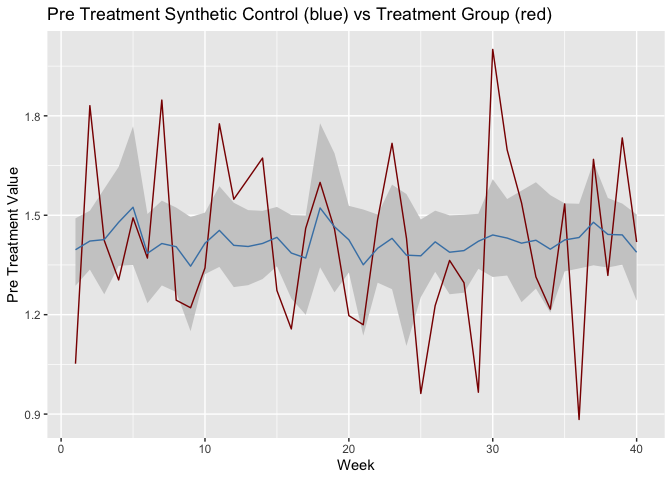 Pre Treatment Synthetic Control (blue) vs Treatment Group (red)
Pre Treatment Value
1.8
1.5
1.2
0.9
0 10 20 30 40
Week